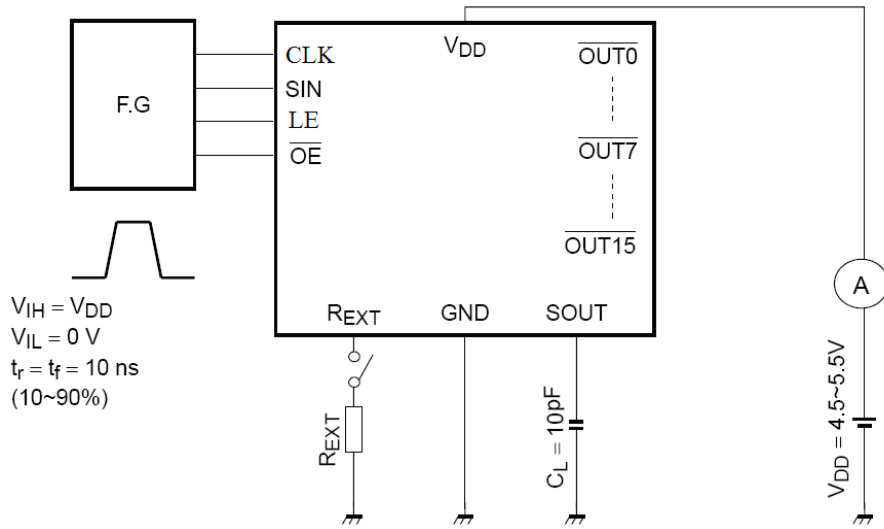 F.G
CLK
SIN
LE
OE
VDD
OUT0
OUT7
OUT15
REXT
GND
SOUT
A
VIH = VDD
VIL = 0 V
tr = tf = 10 ns
(10~90%)
REXT
CL = 10pF
VDD = 4.5~5.5V